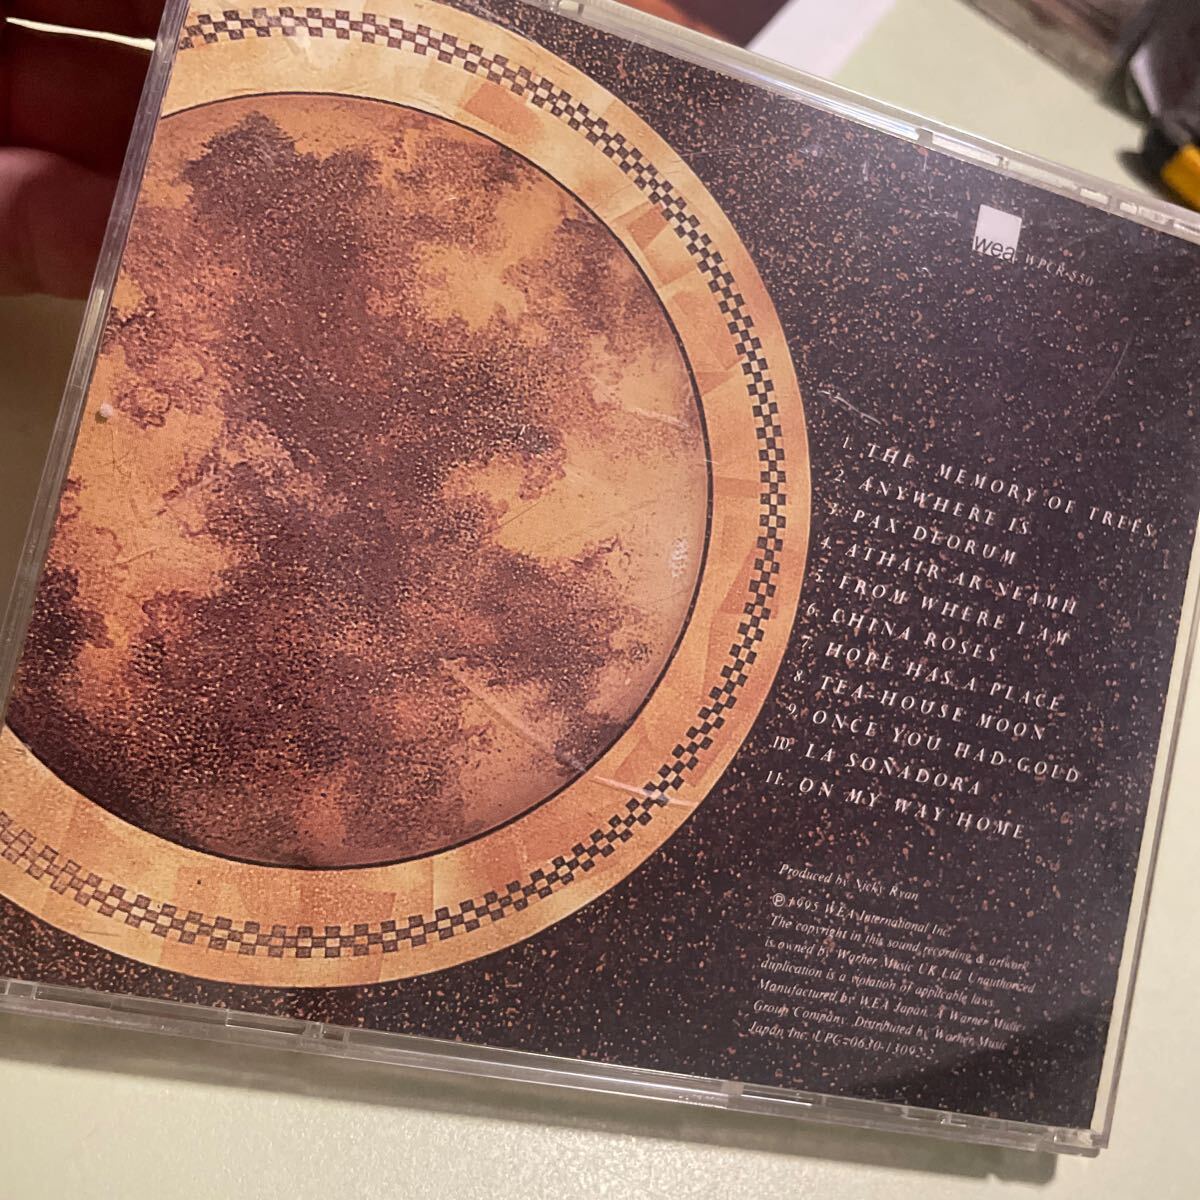 wea
WPCR-550
1. THE MEMORY OF TREES
2. ANYWHERE IS
3. PAX DEORUM
4. ATHAIR AR NEAMH
5. FROM WHERE I AM
6. CHINA ROSES
7. HOPE HAS A PLACE
8. TEA-HOUSE MOON
9. ONCE YOU HAD GOLD
10. LA SOÑADORA
11. ON MY WAY HOME
Produced by Nicky Ryan
℗ 1995 WEA International Inc.
The copyright in this sound recording & artwork
is owned by Warner Music UK Ltd. Unauthorized
duplication is a violation of applicable laws.
Manufactured by WEA Japan. A Warner Music
Group Company. Distributed by Warner Music
Japan Inc. UPC=0630-13092-2